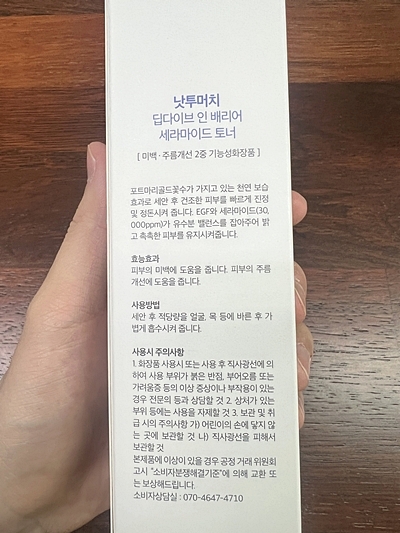 낫투머치
딥다이브 인 배리어
세라마이드 토너
[ 미백·주름개선 2중 기능성화장품 ]
포트마리골드꽃수가 가지고 있는 천연 보습
효과로 세안 후 건조한 피부를 빠르게 진정
및 정돈시켜 줍니다. EGF와 세라마이드(30,
000ppm)가 유수분 밸런스를 잡아주어 밝
고 촉촉한 피부를 유지시켜줍니다.
효능효과
피부의 미백에 도움을 줍니다. 피부의 주름
개선에 도움을 줍니다.
사용방법
세안 후 적당량을 얼굴, 목 등에 바른 후 가
볍게 흡수시켜 줍니다.
사용시 주의사항
1. 화장품 사용시 또는 사용 후 직사광선에 의
하여 사용 부위가 붉은 반점, 부어오름 또는
가려움증 등의 이상 증상이나 부작용이 있는
경우 전문의 등과 상담할 것 2. 상처가 있는
부위 등에는 사용을 자제할 것 3. 보관 및 취
급 시의 주의사항 가) 어린이의 손에 닿지 않
는 곳에 보관할 것 나) 직사광선을 피해서
보관할 것
본제품에 이상이 있을 경우 공정 거래 위원회
고시 "소비자분쟁해결기준"에 의해 교환 또
는 보상해드립니다.
소비자상담실 : 070-4647-4710